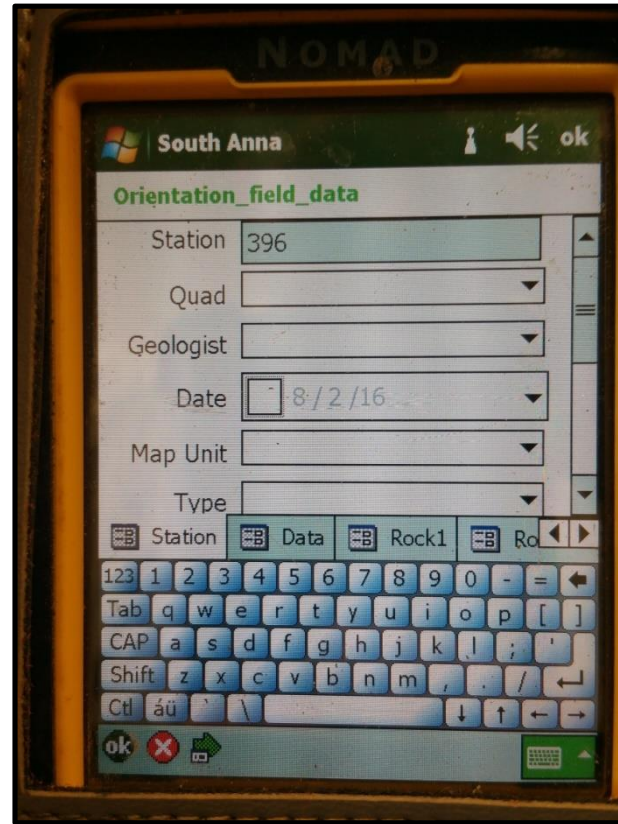 NOMAD
South Anna ok
Orientation_field_data
Station 396
Quad
Geologist
Date 8 / 2 /16
Map Unit
Type
Station Data Rock1 Ro
123 1 2 3 4 5 6 7 8 9 0 - =
Tab q w e r t y u i o p [ ]
CAP a s d f g h j k l ; '
Shift z x c v b n m , . /
Ctl áü ` \
ok